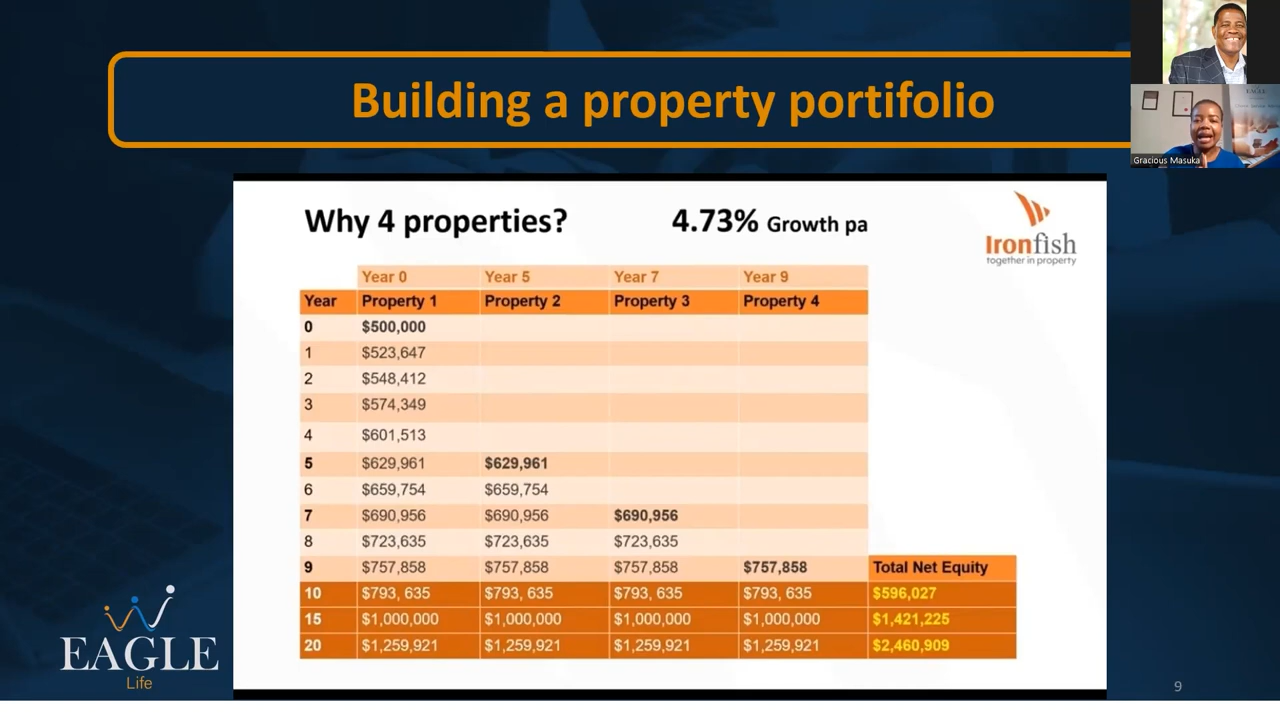 Building a property portifolio
EAGLE
Gracious Masuka
Why 4 properties? 4.73% Growth pa
Ironfish
together in property
Year 0 Year 5 Year 7 Year 9
Year Property 1 Property 2 Property 3 Property 4
0 $500,000
1 $523,647
2 $548,412
3 $574,349
4 $601,513
5 $629,961 $629,961
6 $659,754 $659,754
7 $690,956 $690,956 $690,956
8 $723,635 $723,635 $723,635
9 $757,858 $757,858 $757,858 $757,858 Total Net Equity
10 $793, 635 $793, 635 $793, 635 $793, 635 $596,027
15 $1,000,000 $1,000,000 $1,000,000 $1,000,000 $1,421,225
20 $1,259,921 $1,259,921 $1,259,921 $1,259,921 $2,460,909
EAGLE
Life
9